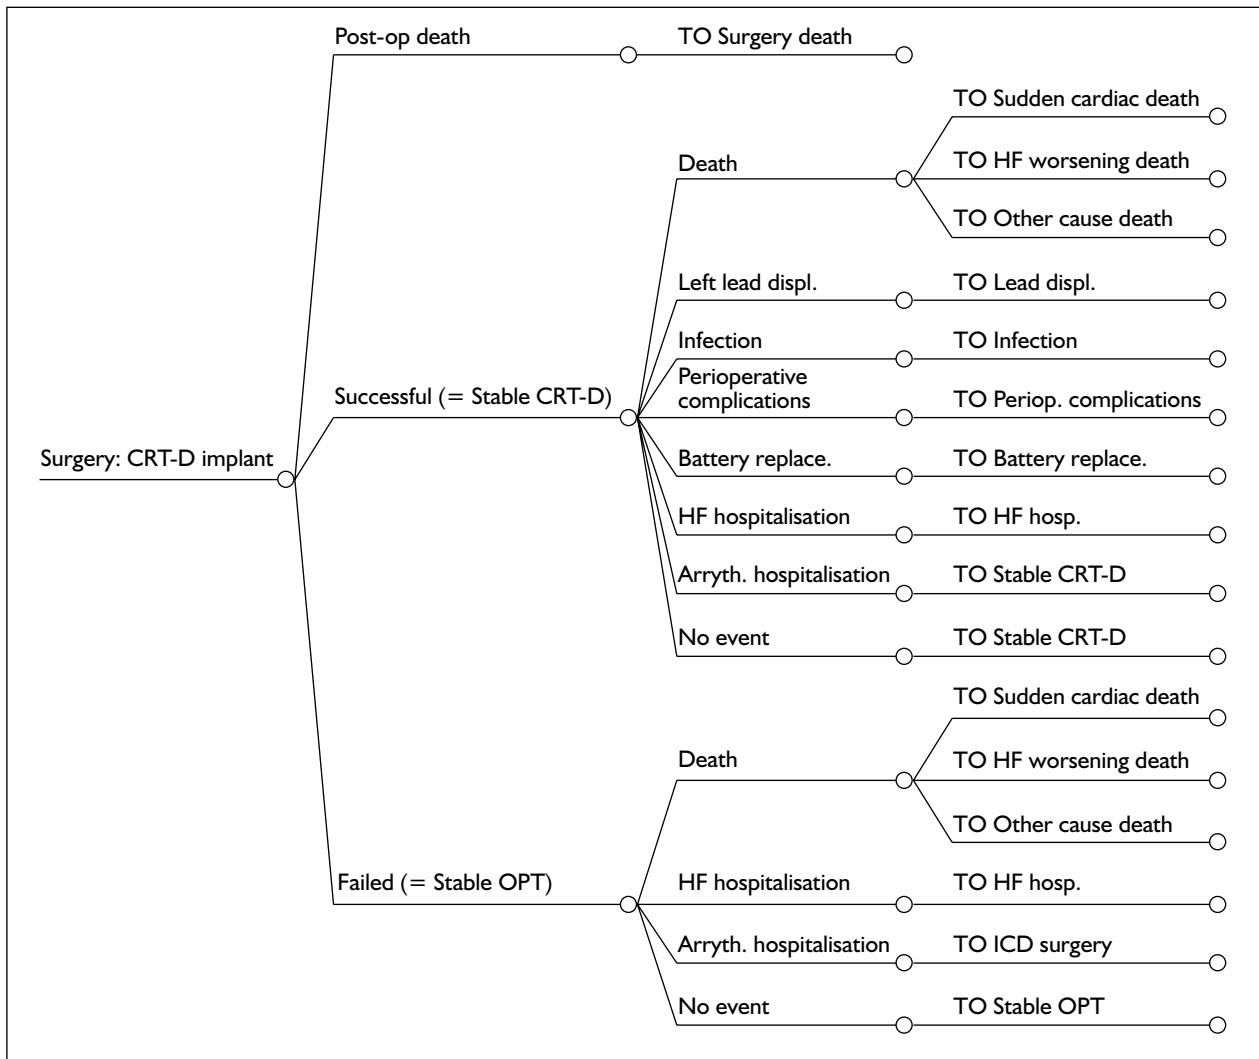 Post-op death
TO Surgery death
TO Sudden cardiac death
Death
TO HF worsening death
TO Other cause death
Left lead displ.
TO Lead displ.
Infection
TO Infection
Successful (= Stable CRT-D)
Perioperative
complications
TO Periop. complications
Surgery: CRT-D implant
Battery replace.
TO Battery replace.
HF hospitalisation
TO HF hosp.
Arryth. hospitalisation
TO Stable CRT-D
No event
TO Stable CRT-D
TO Sudden cardiac death
Death
TO HF worsening death
TO Other cause death
Failed (= Stable OPT)
HF hospitalisation
TO HF hosp.
Arryth. hospitalisation
TO ICD surgery
No event
TO Stable OPT